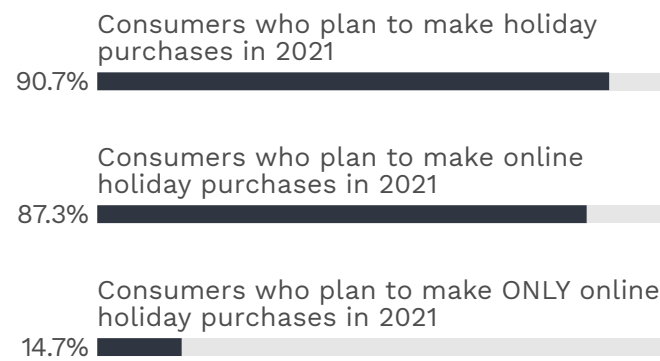 Consumers who plan to make holiday
purchases in 2021
90.7%
Consumers who plan to make online
holiday purchases in 2021
87.3%
Consumers who plan to make ONLY online
holiday purchases in 2021
14.7%